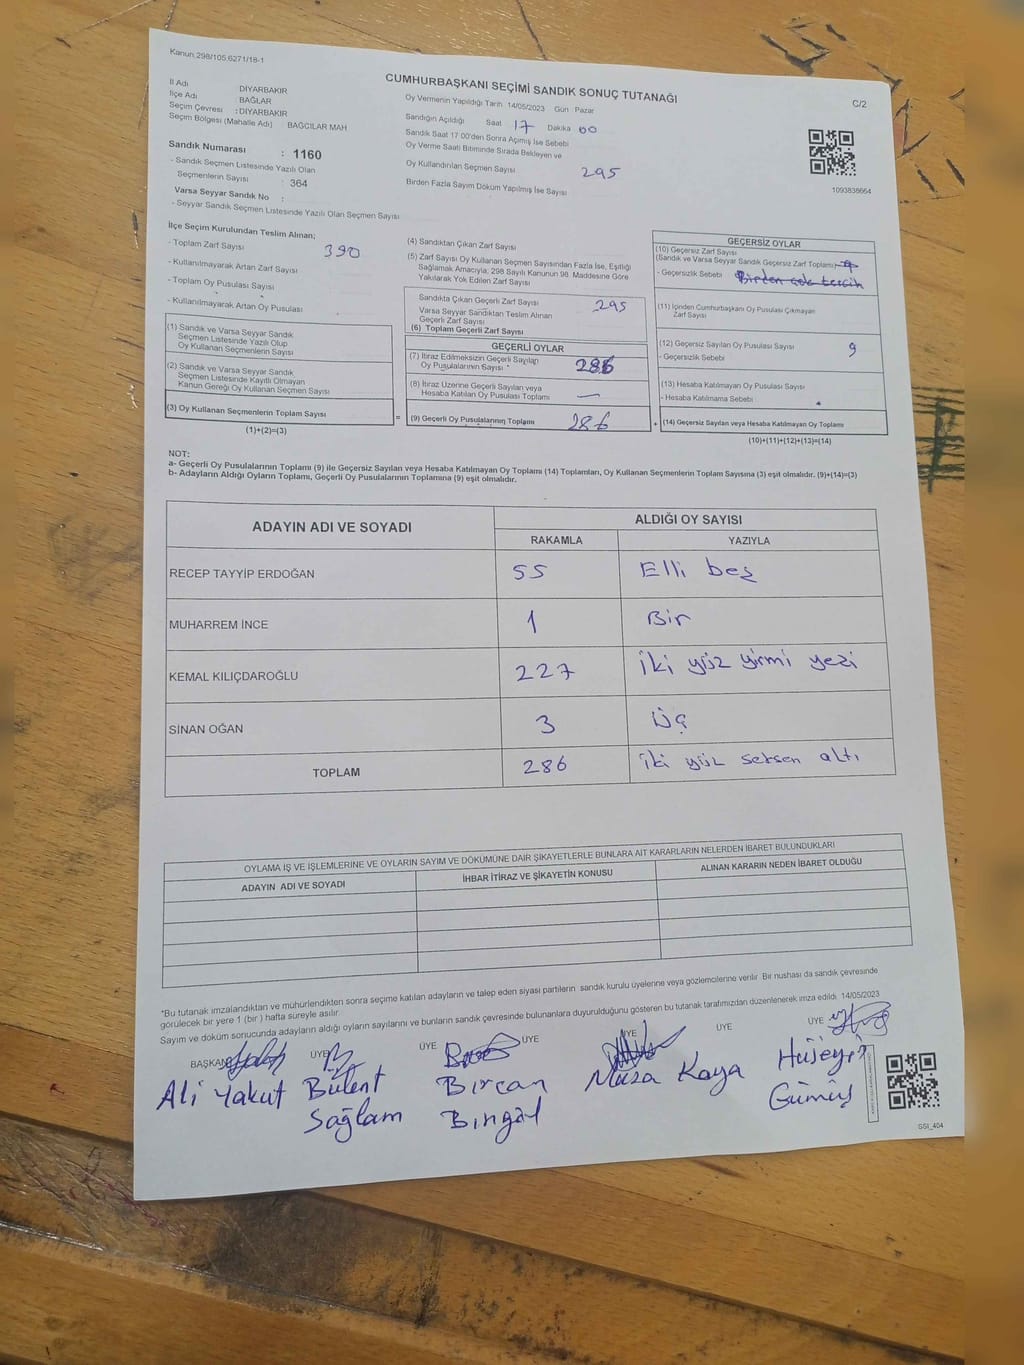 Kanun.298/105,6271/18-1
CUMHURBAŞKANI SEÇİMİ SANDIK SONUÇ TUTANAĞI
C/2
İl Adı : DİYARBAKIR
İlçe Adı : BAĞLAR
Seçim Çevresi : DİYARBAKIR
Seçim Bölgesi (Mahalle Adı) : BAĞCILAR MAH
Sandık Numarası : 1160
- Sandık Seçmen Listesinde Yazılı Olan
Seçmenlerin Sayısı : 364
Varsa Seyyar Sandık No :
- Seyyar Sandık Seçmen Listesinde Yazılı Olan Seçmen Sayısı
Oy Vermenin Yapıldığı Tarih 14/05/2023 Gün Pazar
Sandığın Açıldığı Saat 17 Dakika 00
Sandık Saat 17 00'den Sonra Açılmış İse Sebebi
Oy Verme Saati Bitiminde Sırada Bekleyen ve
Oy Kullandırılan Seçmen Sayısı 295
Birden Fazla Sayım Döküm Yapılmış İse Sayısı
1093838664
İlçe Seçim Kurulundan Teslim Alınan;
- Toplam Zarf Sayısı 390
- Kullanılmayarak Artan Zarf Sayısı
- Toplam Oy Pusulası Sayısı
- Kullanılmayarak Artan Oy Pusulası
(1) Sandık ve Varsa Seyyar Sandık
Seçmen Listesinde Yazılı Olup
Oy Kullanan Seçmenlerin Sayısı
(2) Sandık ve Varsa Seyyar Sandık
Seçmen Listesinde Kayıtlı Olmayan
Kanun Gereği Oy Kullanan Seçmen Sayısı
(3) Oy Kullanan Seçmenlerin Toplam Sayısı
(1)+(2)=(3)
(4) Sandıktan Çıkan Zarf Sayısı
(5) Zarf Sayısı Oy Kullanan Seçmen Sayısından Fazla İse, Eşitliği
Sağlamak Amacıyla; 298 Sayılı Kanunun 98. Maddesine Göre
Yakılarak Yok Edilen Zarf Sayısı
Sandıkta Çıkan Geçerli Zarf Sayısı 295
Varsa Seyyar Sandıktan Teslim Alınan
Geçerli Zarf Sayısı
(6) Toplam Geçerli Zarf Sayısı
GEÇERLİ OYLAR
(7) İtiraz Edilmeksizin Geçerli Sayılan
Oy Pusulalarının Sayısı 286
(8) İtiraz Üzerine Geçerli Sayılan veya
Hesaba Katılan Oy Pusulası Toplamı —
= (9) Geçerli Oy Pusulalarının Toplamı 286
GEÇERSİZ OYLAR
(10) Geçersiz Zarf Sayısı
(Sandık ve Varsa Seyyar Sandık Geçersiz Zarf Toplamı)
- Geçersizlik Sebebi Birden çok tercih
(11) İçinden Cumhurbaşkanı Oy Pusulası Çıkmayan
Zarf Sayısı
(12) Geçersiz Sayılan Oy Pusulası Sayısı 9
- Geçersizlik Sebebi
(13) Hesaba Katılmayan Oy Pusulası Sayısı
- Hesaba Katılmama Sebebi
+ (14) Geçersiz Sayılan veya Hesaba Katılmayan Oy Toplamı
(10)+(11)+(12)+(13)=(14)
NOT:
a- Geçerli Oy Pusulalarının Toplamı (9) ile Geçersiz Sayılan veya Hesaba Katılmayan Oy Toplamı (14) Toplamları, Oy Kullanan Seçmenlerin Toplam Sayısına (3) eşit olmalıdır. (9)+(14)=(3)
b- Adayların Aldığı Oyların Toplamı, Geçerli Oy Pusulalarının Toplamına (9) eşit olmalıdır.
ADAYIN ADI VE SOYADI
ALDIĞI OY SAYISI
RAKAMLA YAZIYLA
RECEP TAYYİP ERDOĞAN 55 Elli beş
MUHARREM İNCE 1 Bir
KEMAL KILIÇDAROĞLU 227 İki yüz yirmi yezi
SİNAN OĞAN 3 Üç
TOPLAM 286 İki yüz seksen altı
OYLAMA İŞ VE İŞLEMLERİNE VE OYLARIN SAYIM VE DÖKÜMÜNE DAİR ŞİKAYETLERLE BUNLARA AİT KARARLARIN NELERDEN İBARET BULUNDUKLARI
ADAYIN ADI VE SOYADI İHBAR İTİRAZ VE ŞİKAYETİN KONUSU ALINAN KARARIN NEDEN İBARET OLDUĞU
*Bu tutanak imzalandıktan ve mühürlendikten sonra seçime katılan adayların ve talep eden siyasi partilerin sandık kurulu üyelerine veya gözlemcilerine verilir Bir nushası da sandık çevresinde
görülecek bir yere 1 (bir ) hafta süreyle asılır.
Sayım ve döküm sonucunda adayların aldığı oyların sayılarını ve bunların sandık çevresinde bulunanlara duyurulduğunu gösteren bu tutanak tarafımızdan düzenlenerek imza edildi 14/05/2023
BAŞKAN ÜYE ÜYE ÜYE ÜYE ÜYE ÜYE
Ali Yakut
Bülent
Sağlam
Bircan
Bingöl
Musa Kaya
Hüseyin
Gümüş
GSI_404